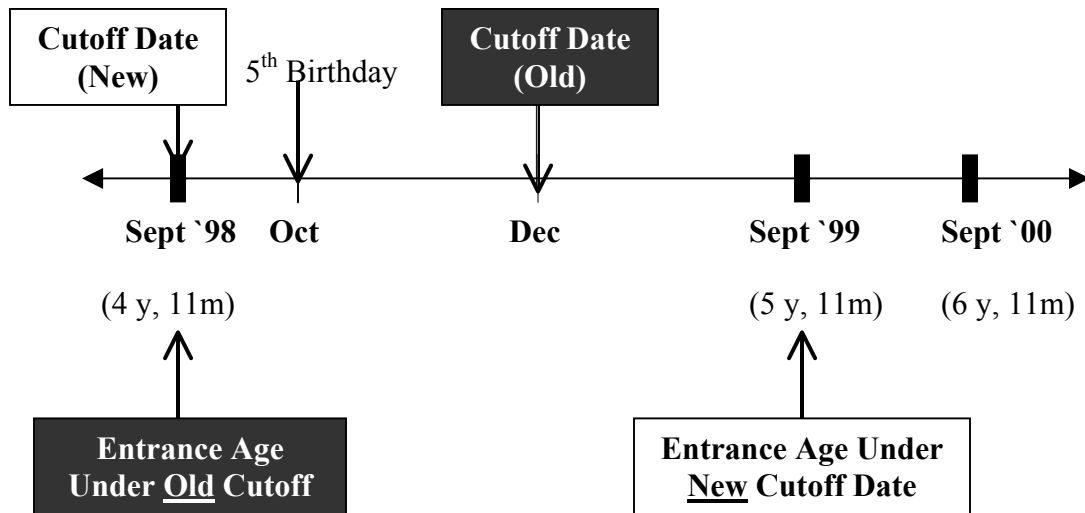 Cutoff Date
(New)
5th Birthday
Cutoff Date
(Old)
Sept `98
Oct
Dec
Sept `99
Sept `00
(4 y, 11m)
(5 y, 11m)
(6 y, 11m)
Entrance Age
Under Old Cutoff
Entrance Age Under
New Cutoff Date